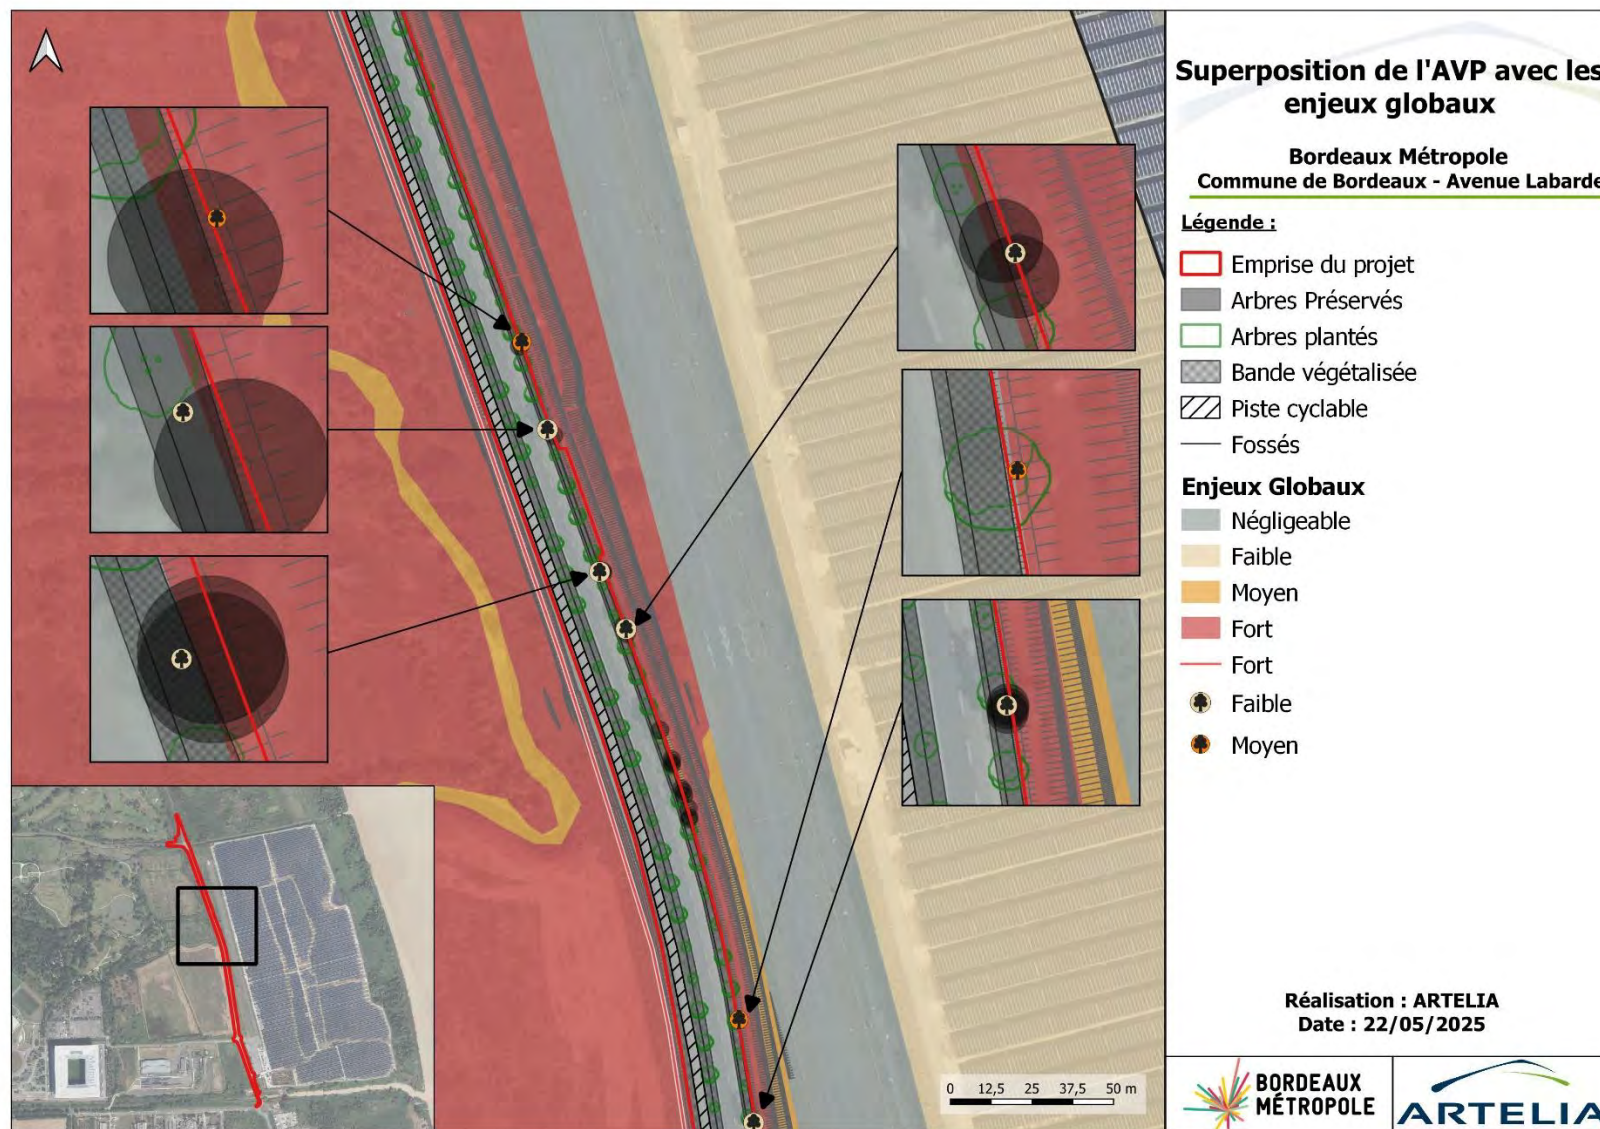 Superposition de l'AVP avec les
enjeux globaux
Bordeaux Métropole
Commune de Bordeaux - Avenue Labarde
Légende :
Emprise du projet
Arbres Préservés
Arbres plantés
Bande végétalisée
Piste cyclable
Fossés
Enjeux Globaux
Négligeable
Faible
Moyen
Fort
Fort
Faible
Moyen
Réalisation : ARTELIA
Date : 22/05/2025
0 12,5 25 37,5 50 m
BORDEAUX
MÉTROPOLE
ARTELIA